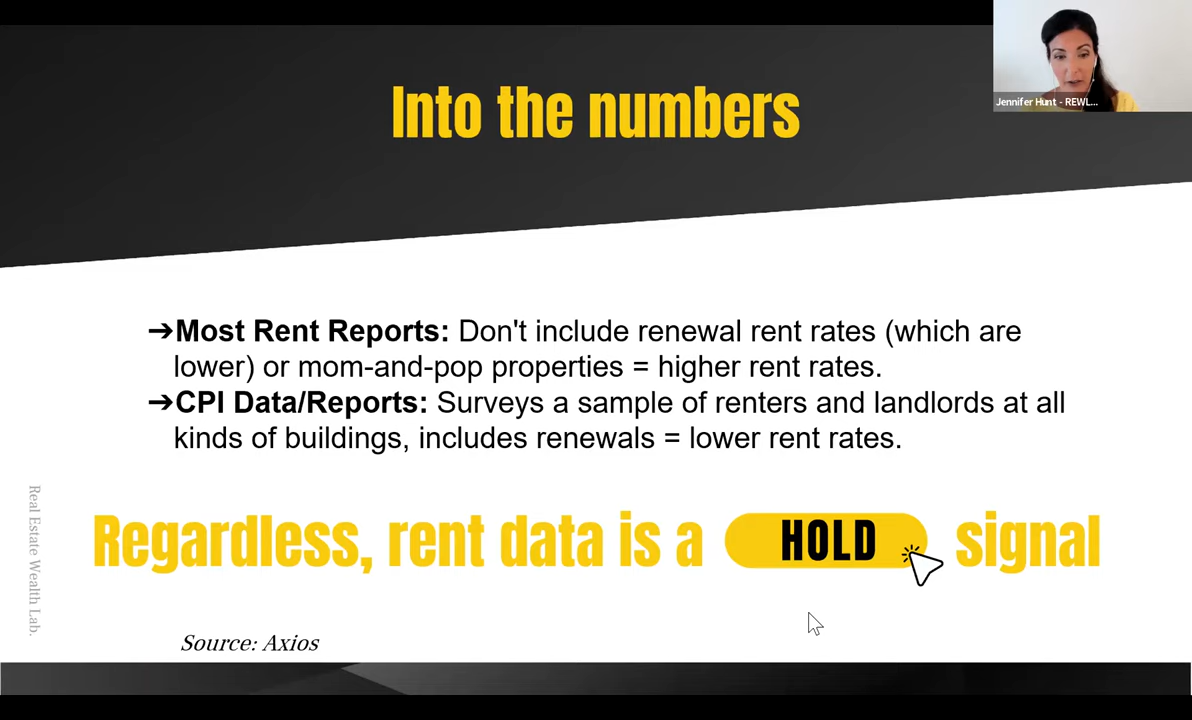 Jennifer Hunt - REWL...
Into the numbers
➔Most Rent Reports: Don't include renewal rent rates (which are
lower) or mom-and-pop properties = higher rent rates.
➔CPI Data/Reports: Surveys a sample of renters and landlords at all
kinds of buildings, includes renewals = lower rent rates.
Regardless, rent data is a HOLD signal
Real Estate Wealth Lab.
Source: Axios